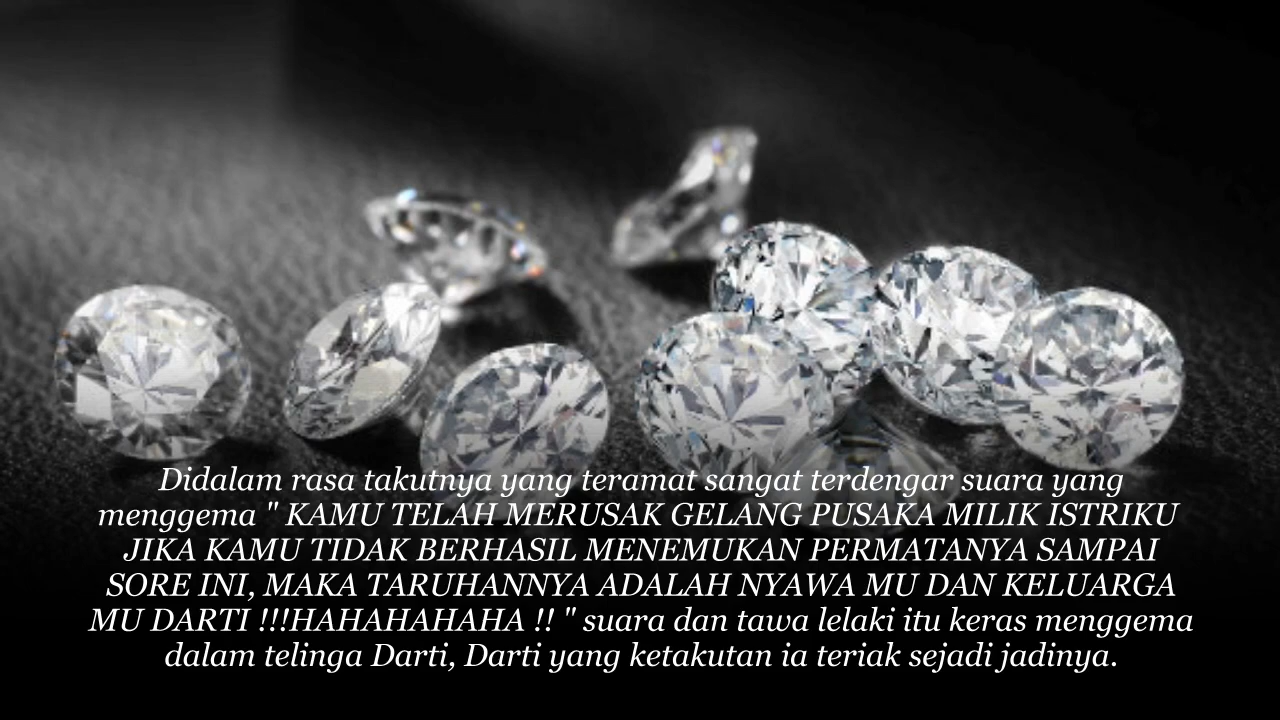 Didalam rasa takutnya yang teramat sangat terdengar suara yang
menggema " KAMU TELAH MERUSAK GELANG PUSAKA MILIK ISTRIKU
JIKA KAMU TIDAK BERHASIL MENEMUKAN PERMATANYA SAMPAI
SORE INI, MAKA TARUHANNYA ADALAH NYAWA MU DAN KELUARGA
MU DARTI !!!HAHAHAHAHA !! " suara dan tawa lelaki itu keras menggema
dalam telinga Darti, Darti yang ketakutan ia teriak sejadi jadinya.